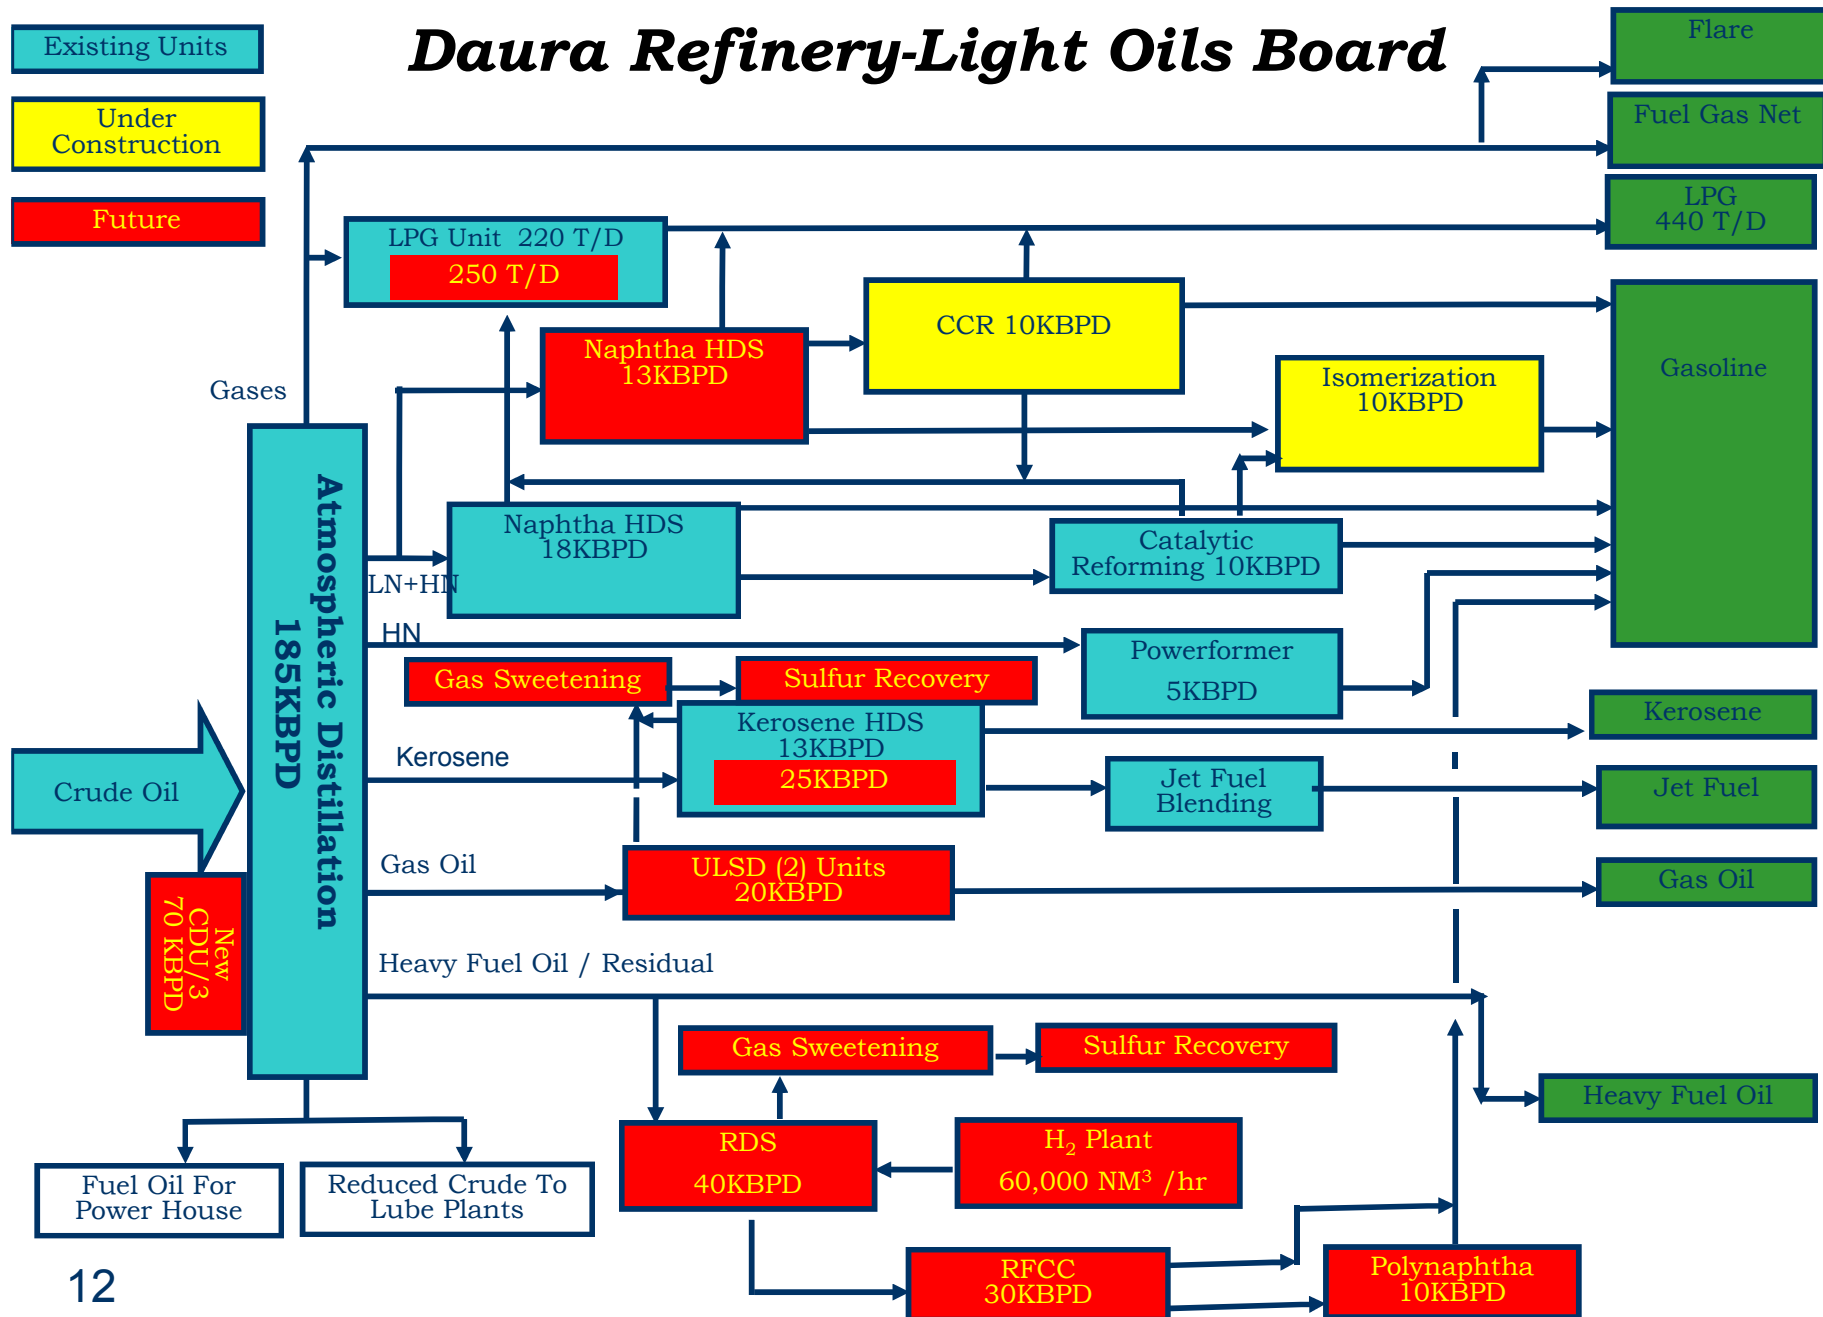 Daura Refinery-Light Oils Board
Existing Units
Under
Construction
Future
Flare
Fuel Gas Net
LPG
440 T/D
LPG Unit 220 T/D
250 T/D
CCR 10KBPD
Naphtha HDS
13KBPD
Isomerization
10KBPD
Gasoline
Gases
Atmospheric Distillation
185KBPD
Naphtha HDS
18KBPD
LN+HN
Catalytic
Reforming 10KBPD
HN
Powerformer
5KBPD
Gas Sweetening
Sulfur Recovery
Kerosene HDS
13KBPD
25KBPD
Kerosene
Kerosene
Crude Oil
Jet Fuel
Blending
Jet Fuel
Gas Oil
ULSD (2) Units
20KBPD
Gas Oil
New
CDU/3
70 KBPD
Heavy Fuel Oil / Residual
Gas Sweetening
Sulfur Recovery
Heavy Fuel Oil
RDS
40KBPD
H₂ Plant
60,000 NM³ /hr
Fuel Oil For
Power House
Reduced Crude To
Lube Plants
RFCC
30KBPD
Polynaphtha
10KBPD
12